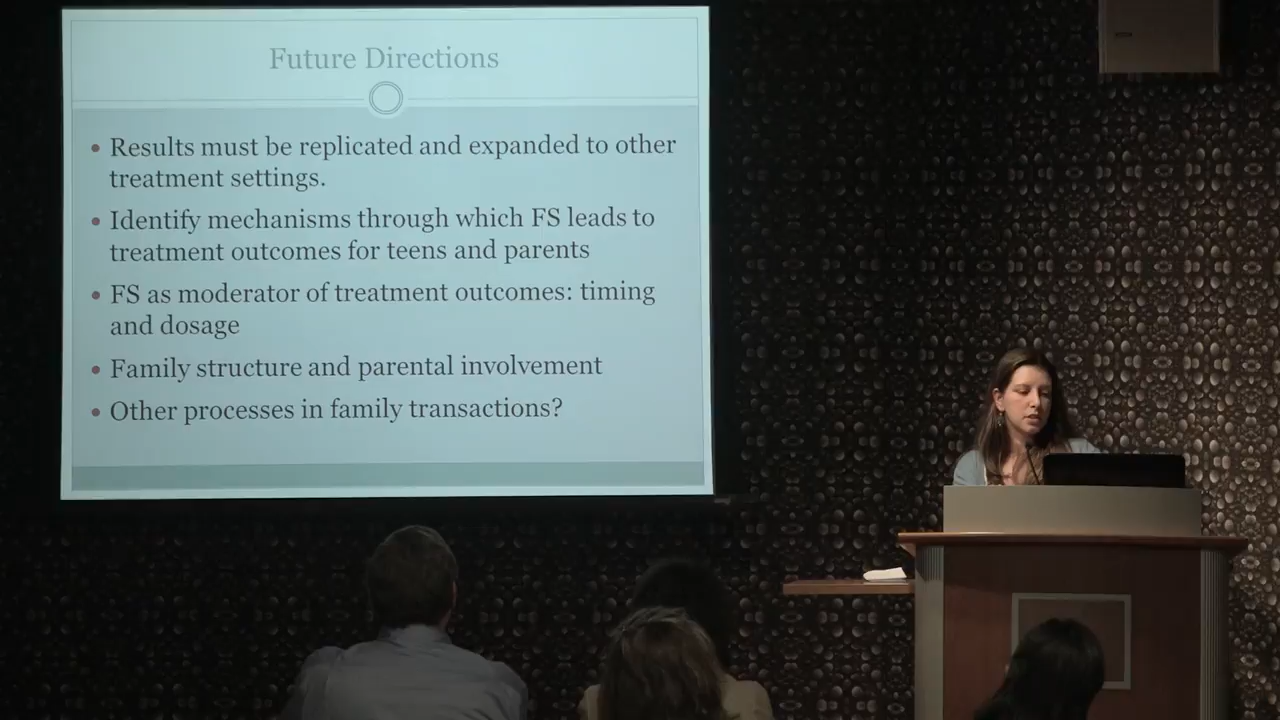 Future Directions
• Results must be replicated and expanded to other
treatment settings.
• Identify mechanisms through which FS leads to
treatment outcomes for teens and parents
• FS as moderator of treatment outcomes: timing
and dosage
• Family structure and parental involvement
• Other processes in family transactions?